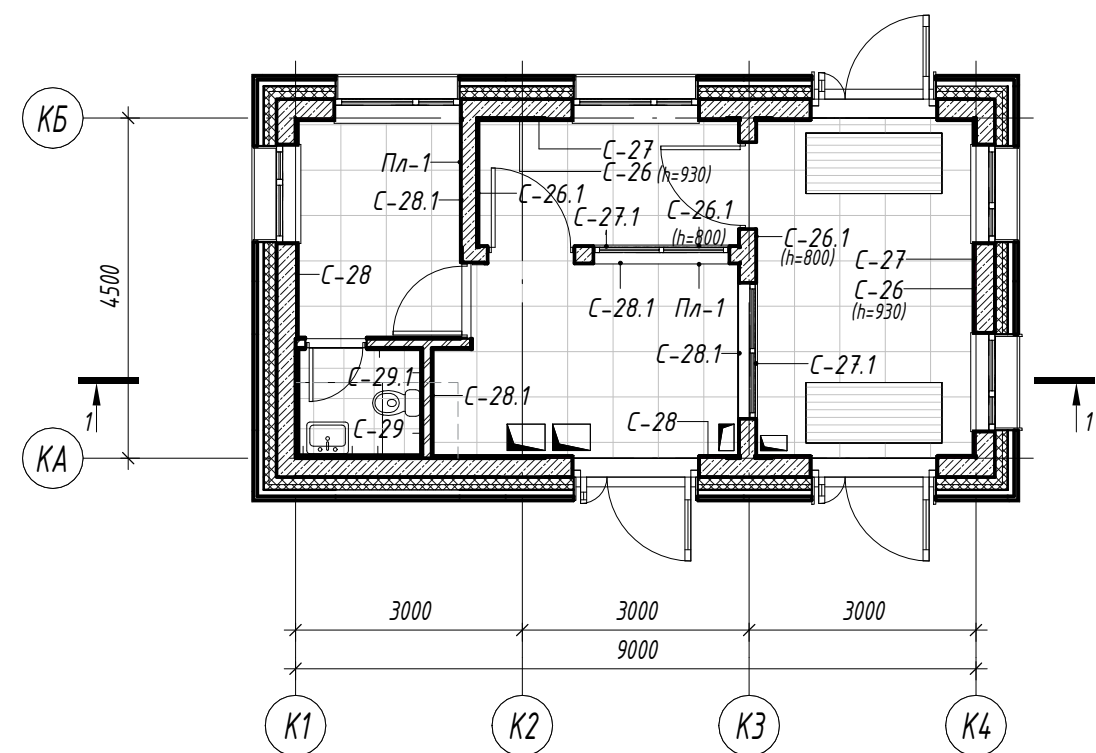 КБ
Пл-1
С-27
С-26 (h=930)
С-28.1
С-26.1
С-27.1
С-26.1
(h=800)
С-26.1
(h=800)
С-27
С-26
(h=930)
С-28
4500
С-28.1
Пл-1
С-28.1
С-27.1
С-29.1
С-28.1
1
1
С-29
С-28
КА
3000
3000
3000
9000
К1
К2
К3
К4